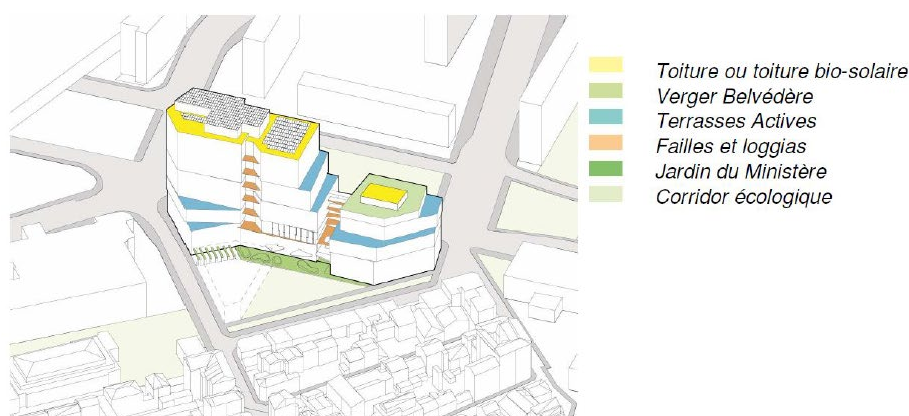 Toiture ou toiture bio-solaire
Verger Belvédère
Terrasses Actives
Failles et loggias
Jardin du Ministère
Corridor écologique